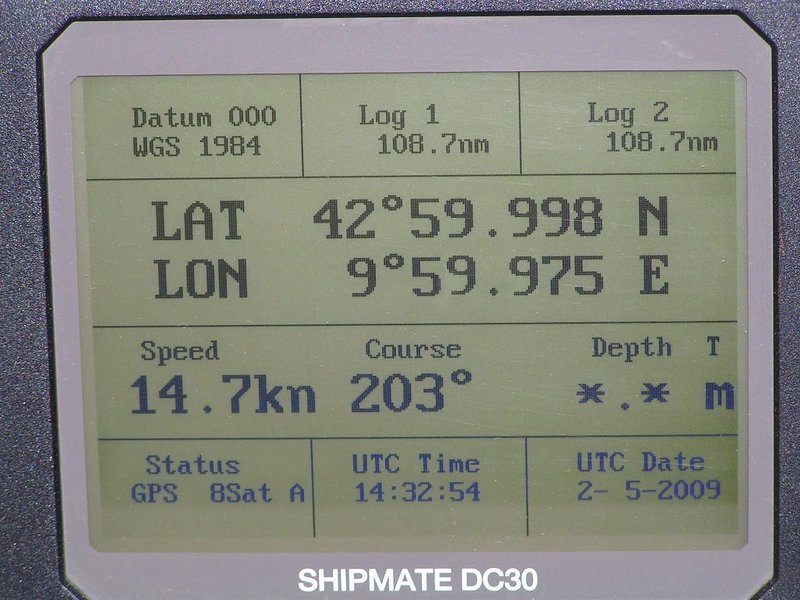 Datum 000
WGS 1984
Log 1
108.7nm
Log 2
108.7nm
LAT 42°59.998 N
LON 9°59.975 E
Speed
14.7kn
Course
203°
Depth T
*.* m
Status
GPS 8Sat A
UTC Time
14:32:54
UTC Date
2- 5-2009
SHIPMATE DC30